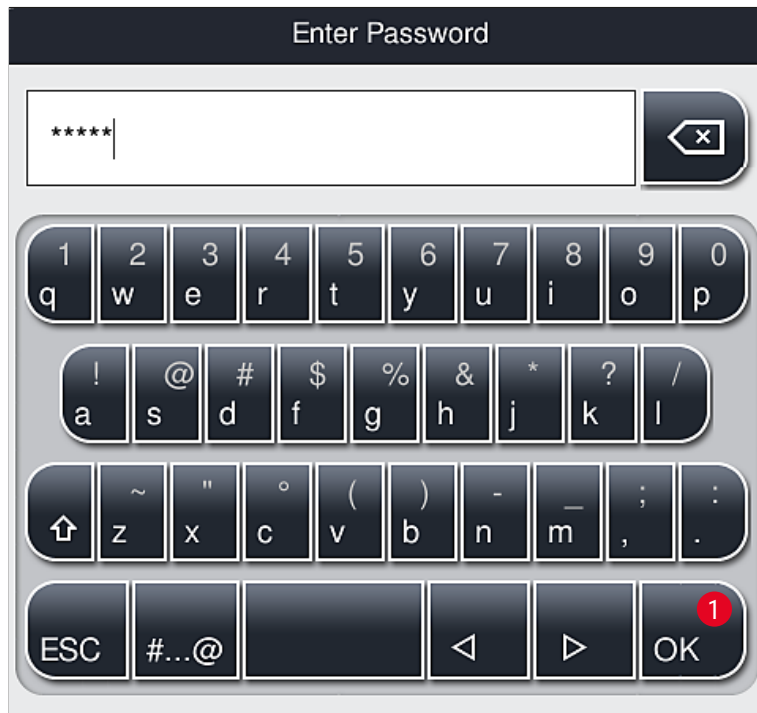 Enter Password
*****
1 2 3 4 5 6 7 8 9 0
q w e r t y u i o p
! @ # $ % & * ? /
a s d f g h j k l
~ " ° ( ) - _ ; :
z x c v b n m , .
1
ESC #...@ OK